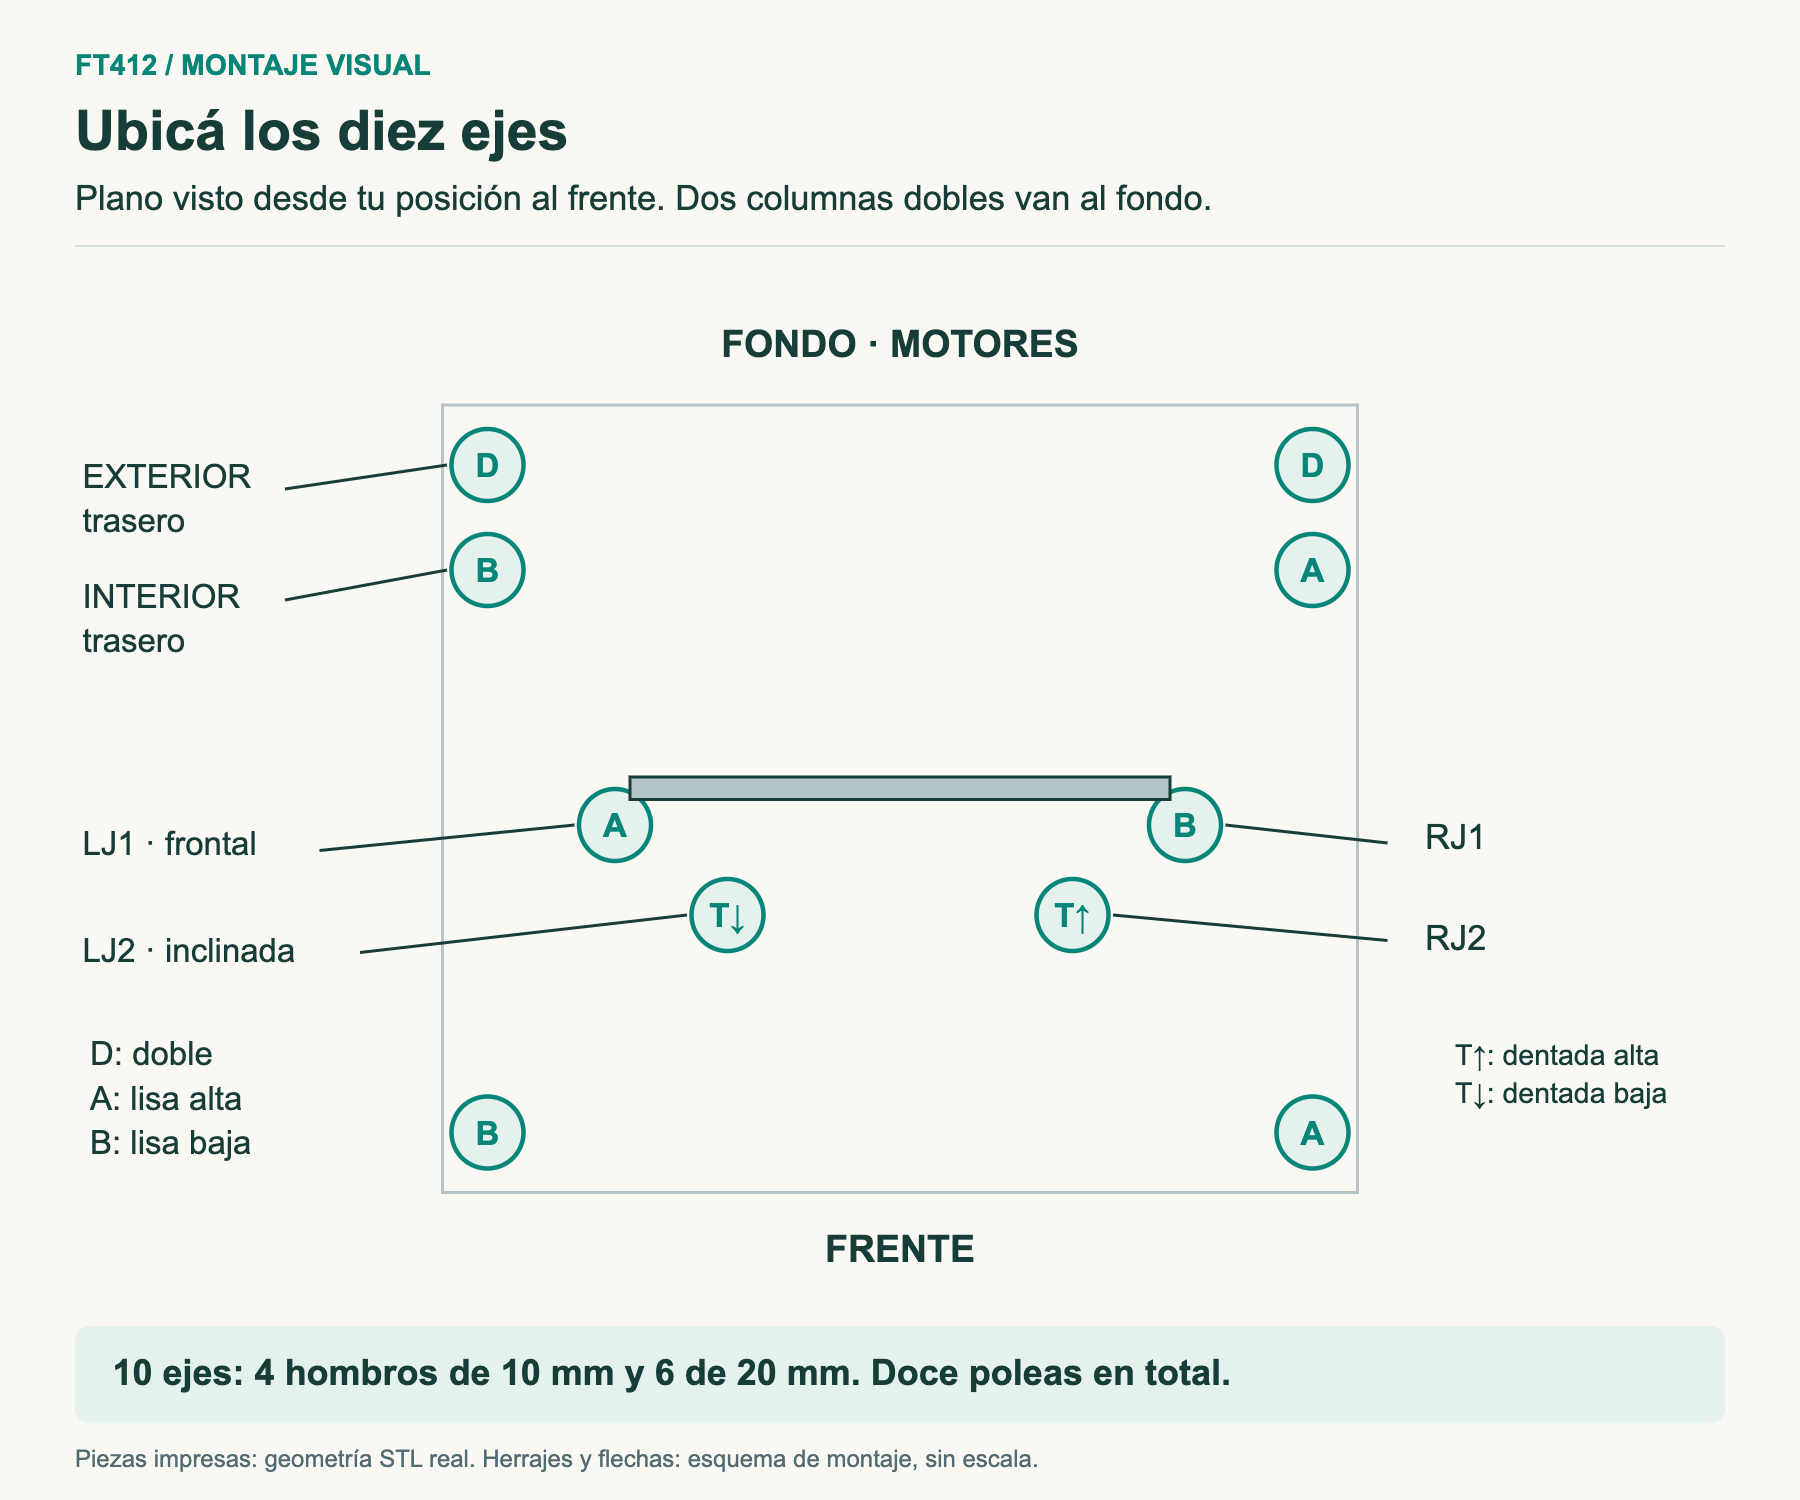 FT412 / MONTAJE VISUAL
Ubicá los diez ejes
Plano visto desde tu posición al frente. Dos columnas dobles van al fondo.
FONDO · MOTORES
EXTERIOR
trasero
D
D
INTERIOR
trasero
B
A
LJ1 · frontal
A
B
RJ1
LJ2 · inclinada
T↓
T↑
RJ2
D: doble
A: lisa alta
B: lisa baja
T↑: dentada alta
T↓: dentada baja
B
A
FRENTE
10 ejes: 4 hombros de 10 mm y 6 de 20 mm. Doce poleas en total.
Piezas impresas: geometría STL real. Herrajes y flechas: esquema de montaje, sin escala.